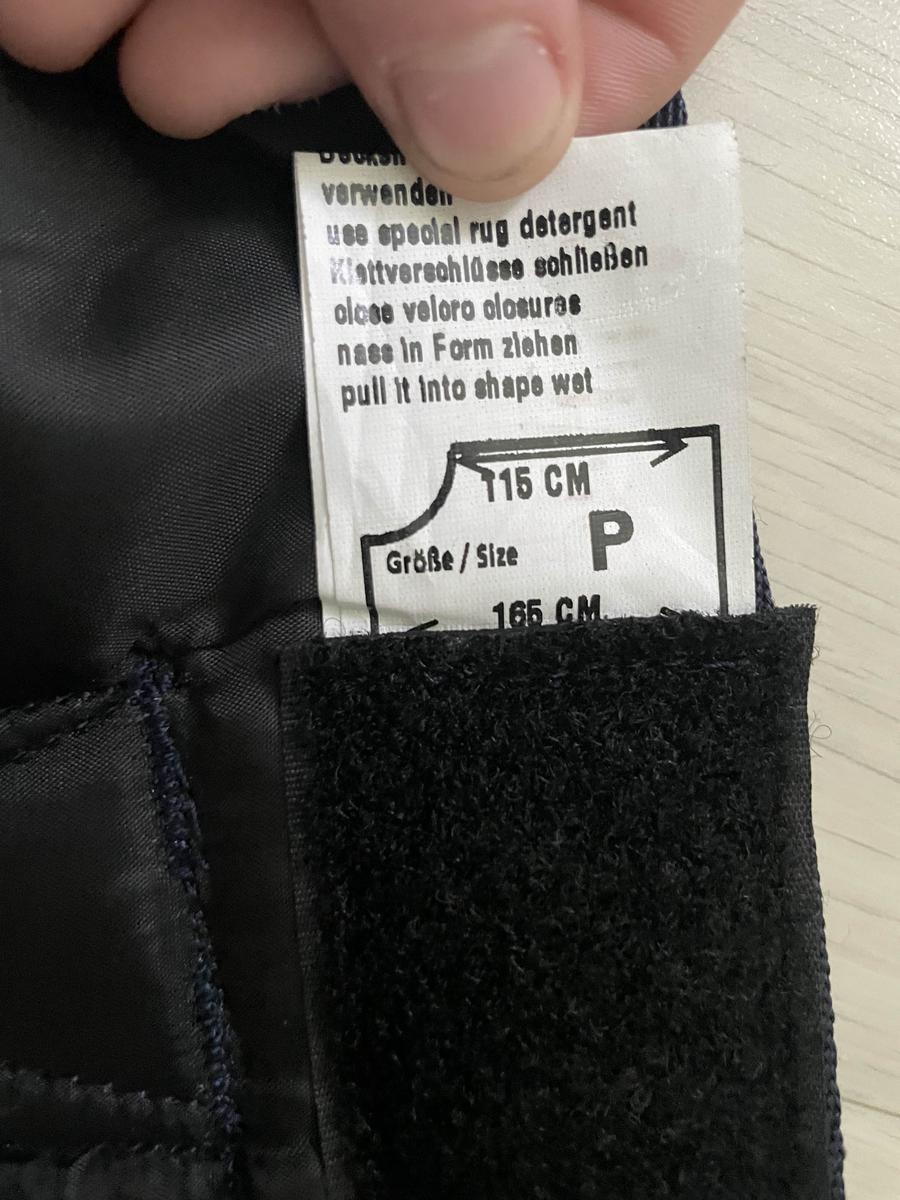 verwenden
use special rug detergent
Klettverschlüsse schließen
close velcro closures
nass in Form ziehen
pull it into shape wet
115 CM
P
Größe / Size
165 CM